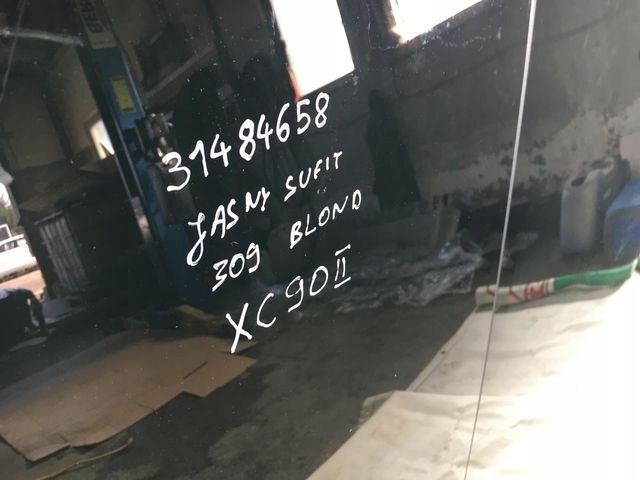 31484658
JASNY SUFIT
309 BLOND
XC90II